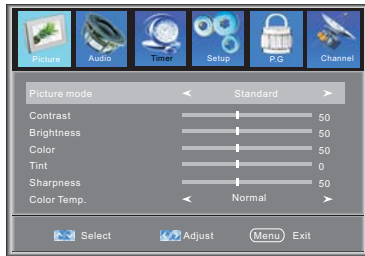 Picture Audio Timer Setup P.G Channel
Picture mode Standard
Contrast 50
Brightness 50
Color 50
Tint 0
Sharpness 50
Color Temp. Normal
Select Adjust Menu Exit